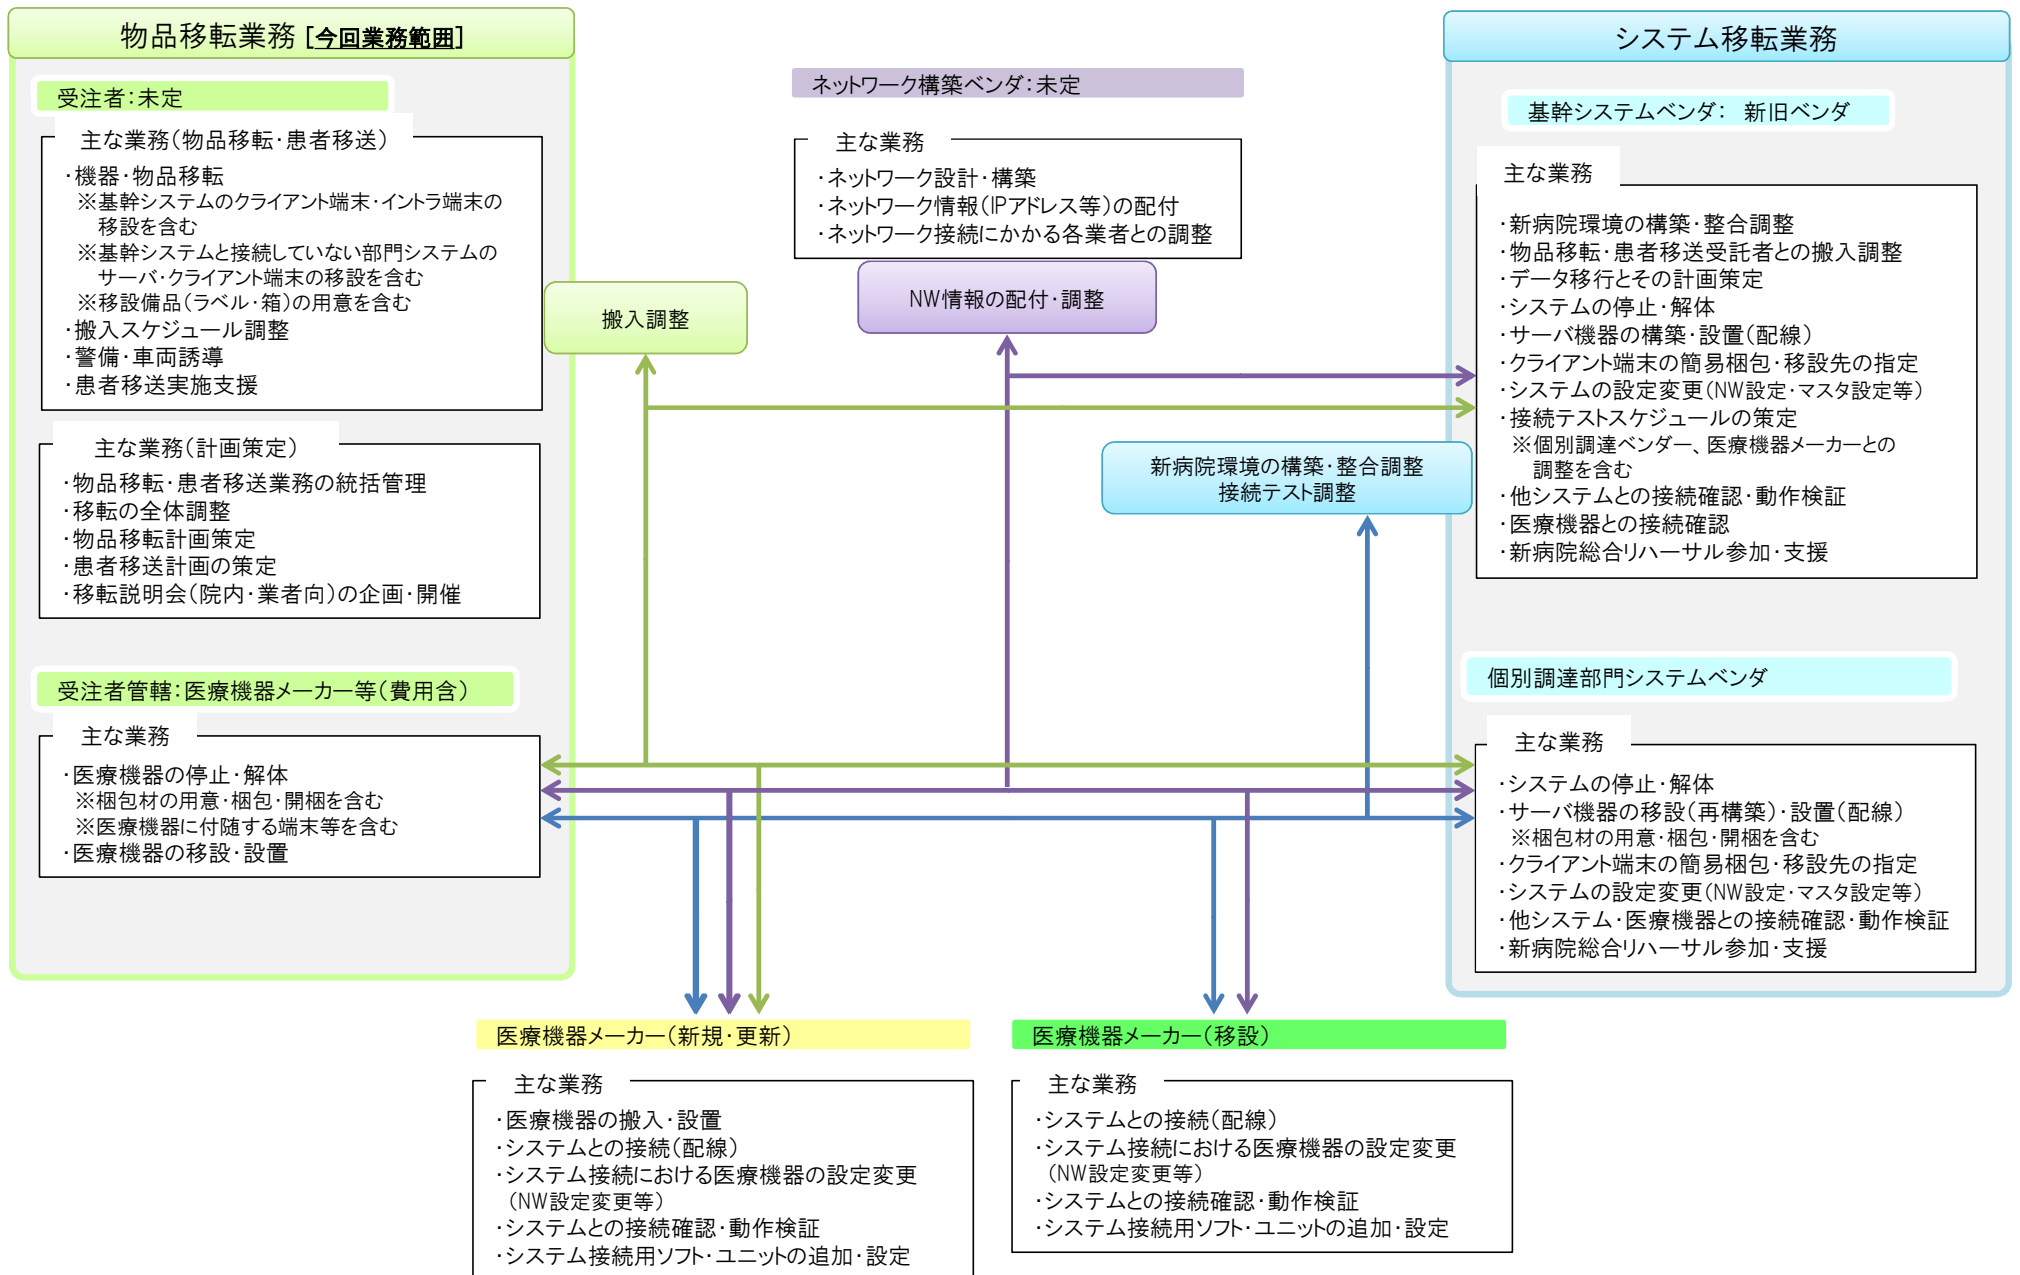 物品移転業務 [今回業務範囲]
受注者：未定
主な業務（物品移転・患者移送）
・機器・物品移転
※基幹システムのクライアント端末・イントラ端末の
移設を含む
※基幹システムと接続していない部門システムの
サーバ・クライアント端末の移設を含む
※移設備品（ラベル・箱）の用意を含む
・搬入スケジュール調整
・警備・車両誘導
・患者移送実施支援
主な業務（計画策定）
・物品移転・患者移送業務の統括管理
・移転の全体調整
・物品移転計画策定
・患者移送計画の策定
・移転説明会（院内・業者向）の企画・開催
受注者管轄：医療機器メーカー等（費用含）
主な業務
・医療機器の停止・解体
※梱包材の用意・梱包・開梱を含む
※医療機器に付随する端末等を含む
・医療機器の移設・設置
搬入調整
ネットワーク構築ベンダ：未定
主な業務
・ネットワーク設計・構築
・ネットワーク情報（IPアドレス等）の配付
・ネットワーク接続にかかる各業者との調整
NW情報の配付・調整
新病院環境の構築・整合調整
接続テスト調整
システム移転業務
基幹システムベンダ： 新旧ベンダ
主な業務
・新病院環境の構築・整合調整
・物品移転・患者移送受託者との搬入調整
・データ移行とその計画策定
・システムの停止・解体
・サーバ機器の構築・設置（配線）
・クライアント端末の簡易梱包・移設先の指定
・システムの設定変更（NW設定・マスタ設定等）
・接続テストスケジュールの策定
※個別調達ベンダー、医療機器メーカーとの
調整を含む
・他システムとの接続確認・動作検証
・医療機器との接続確認
・新病院総合リハーサル参加・支援
個別調達部門システムベンダ
主な業務
・システムの停止・解体
・サーバ機器の移設（再構築）・設置（配線）
※梱包材の用意・梱包・開梱を含む
・クライアント端末の簡易梱包・移設先の指定
・システムの設定変更（NW設定・マスタ設定等）
・他システム・医療機器との接続確認・動作検証
・新病院総合リハーサル参加・支援
医療機器メーカー（新規・更新）
主な業務
・医療機器の搬入・設置
・システムとの接続（配線）
・システム接続における医療機器の設定変更
（NW設定変更等）
・システムとの接続確認・動作検証
・システム接続用ソフト・ユニットの追加・設定
医療機器メーカー（移設）
主な業務
・システムとの接続（配線）
・システム接続における医療機器の設定変更
（NW設定変更等）
・システムとの接続確認・動作検証
・システム接続用ソフト・ユニットの追加・設定